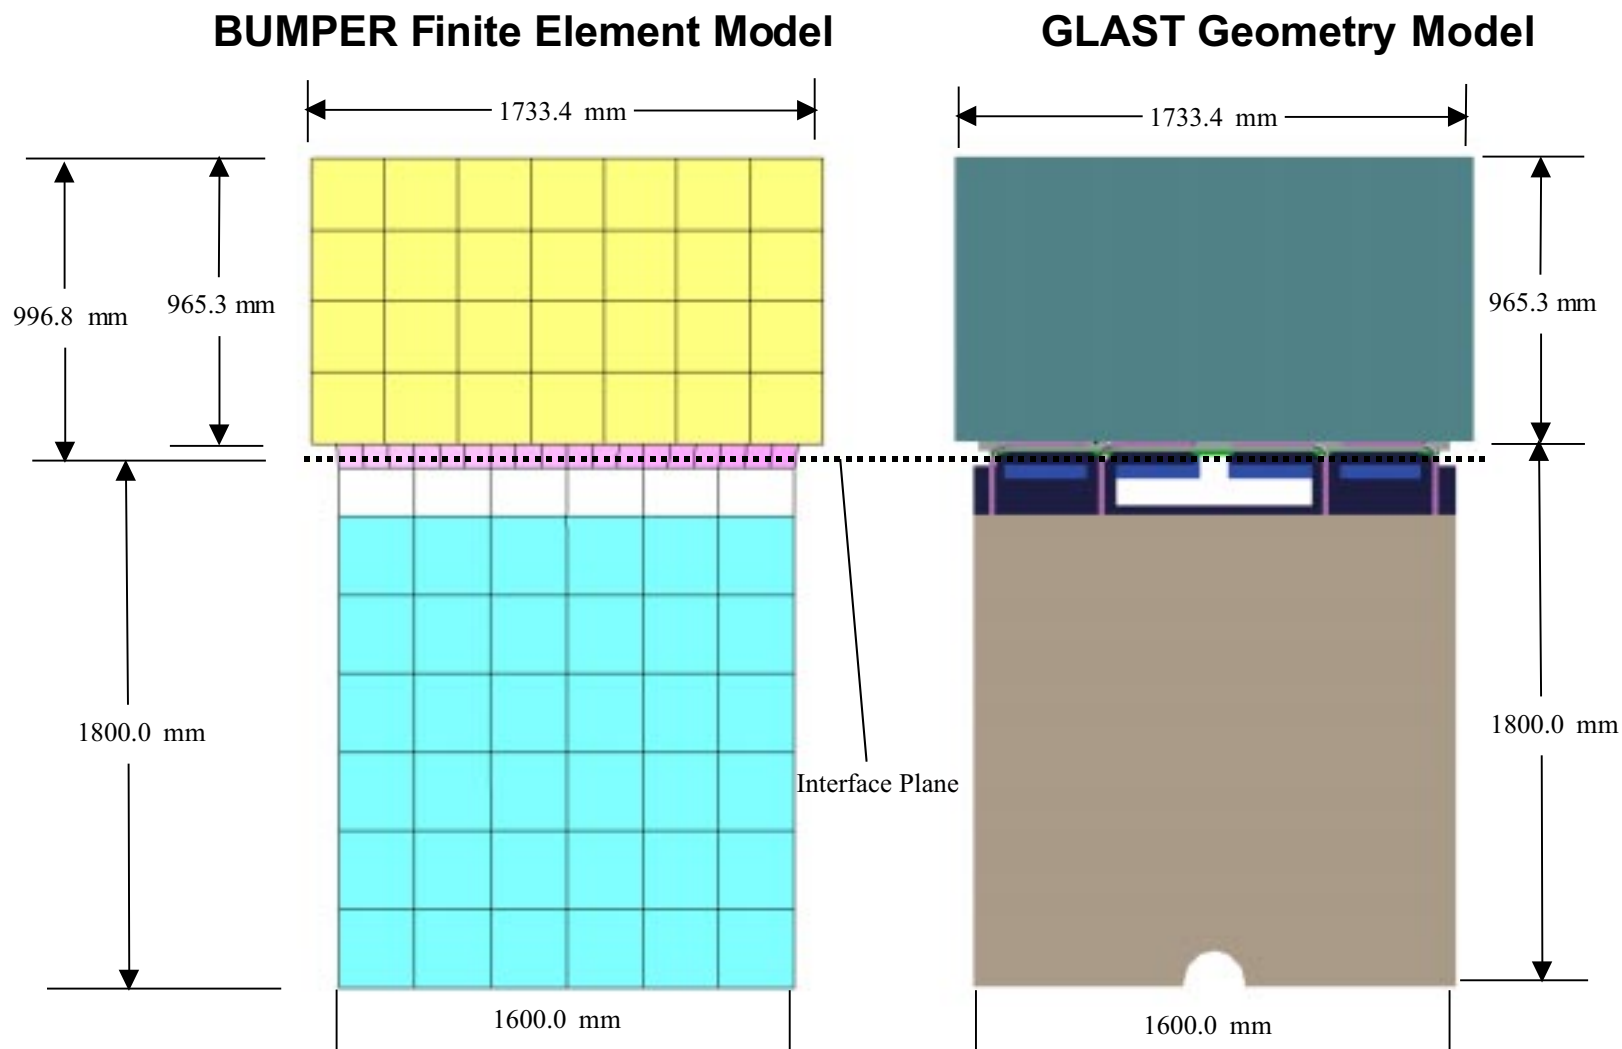 BUMPER Finite Element Model
GLAST Geometry Model
1733.4 mm
1733.4 mm
996.8 mm
965.3 mm
965.3 mm
1800.0 mm
1800.0 mm
Interface Plane
1600.0 mm
1600.0 mm